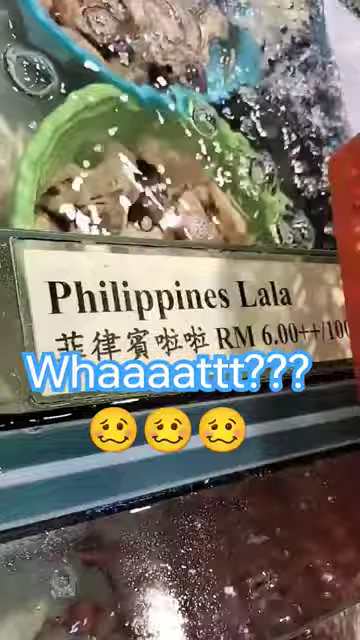 Philippines Lala
菲律賓啦啦 RM 6.00++/100
Whaaaattt???
🥴🥴🥴